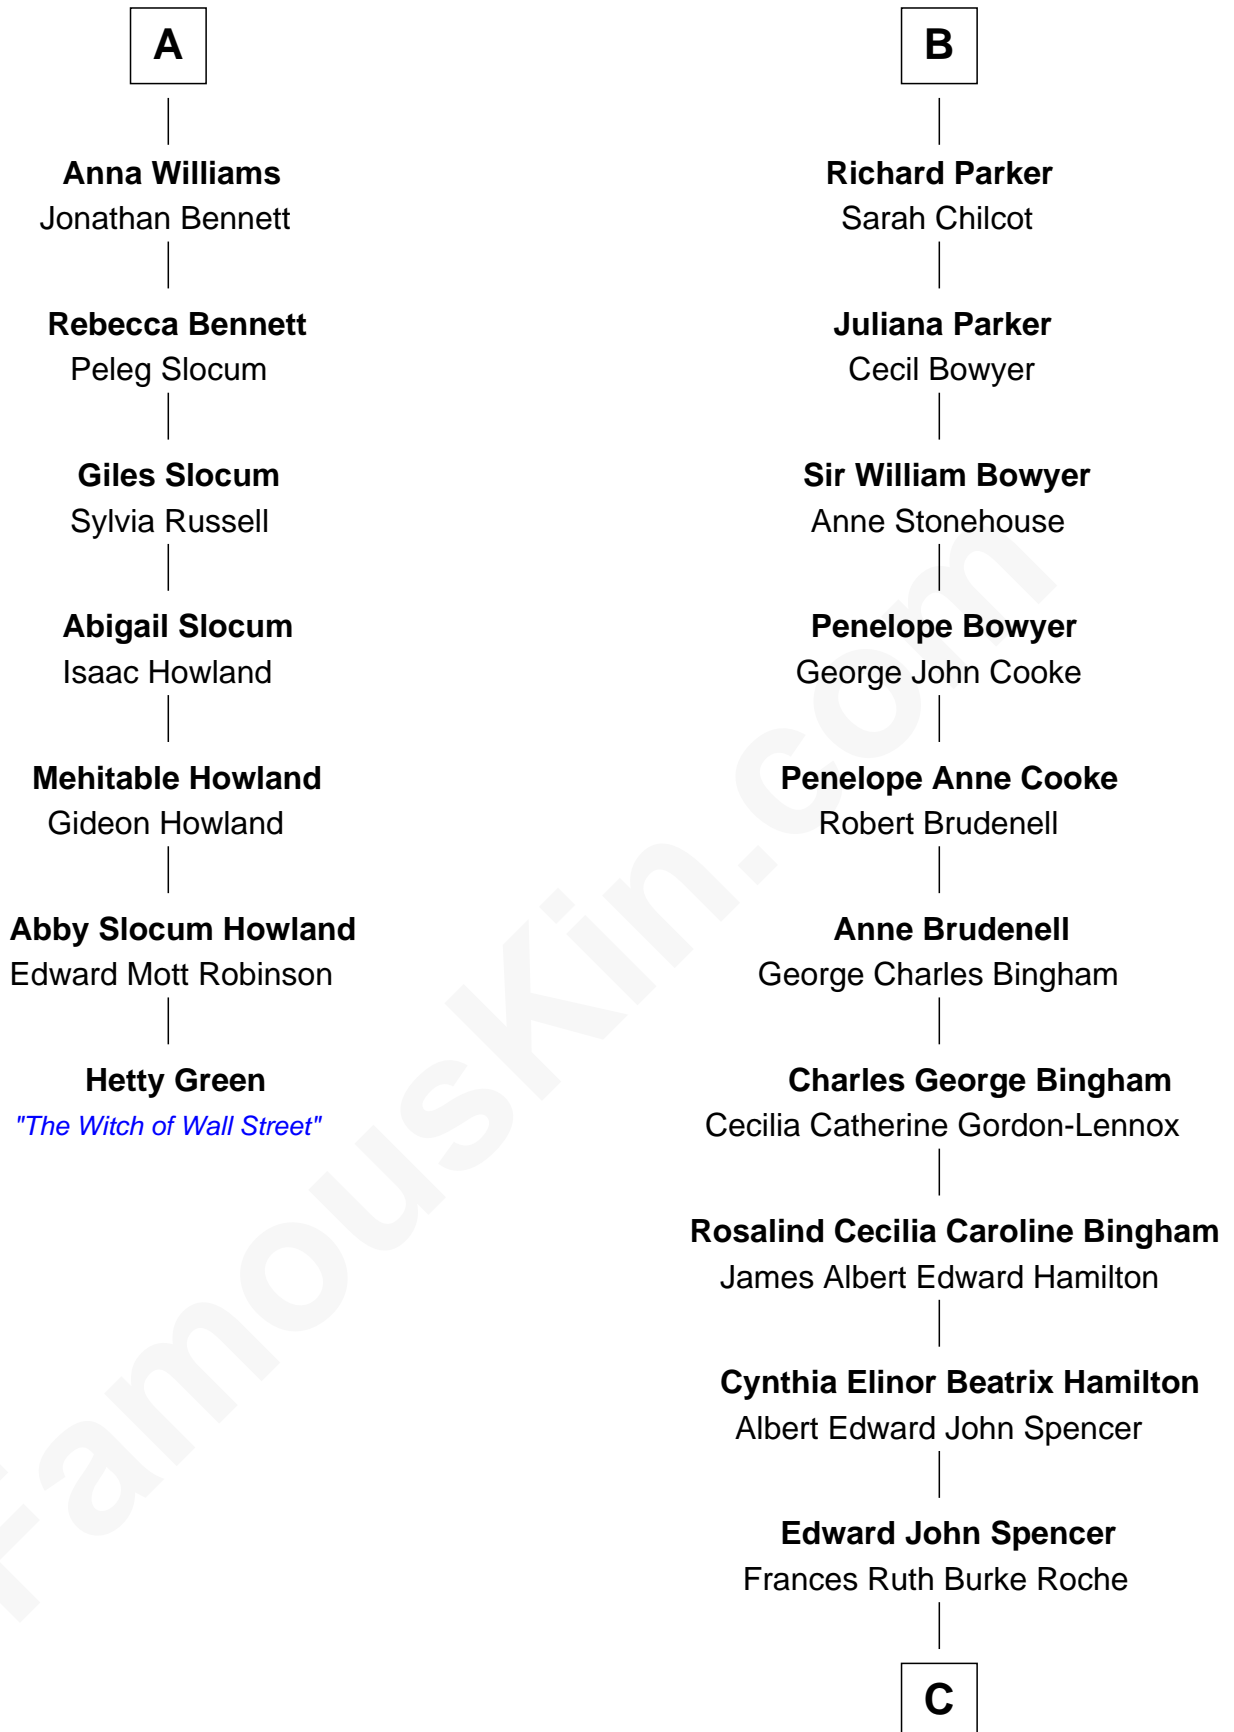 A
Anna Williams
Jonathan Bennett
Rebecca Bennett
Peleg Slocum
Giles Slocum
Sylvia Russell
Abigail Slocum
Isaac Howland
Mehitable Howland
Gideon Howland
Abby Slocum Howland
Edward Mott Robinson
Hetty Green
"The Witch of Wall Street"
B
Richard Parker
Sarah Chilcot
Juliana Parker
Cecil Bowyer
Sir William Bowyer
Anne Stonehouse
Penelope Bowyer
George John Cooke
Penelope Anne Cooke
Robert Brudenell
Anne Brudenell
George Charles Bingham
Charles George Bingham
Cecilia Catherine Gordon-Lennox
Rosalind Cecilia Caroline Bingham
James Albert Edward Hamilton
Cynthia Elinor Beatrix Hamilton
Albert Edward John Spencer
Edward John Spencer
Frances Ruth Burke Roche
C
FamousKin.com